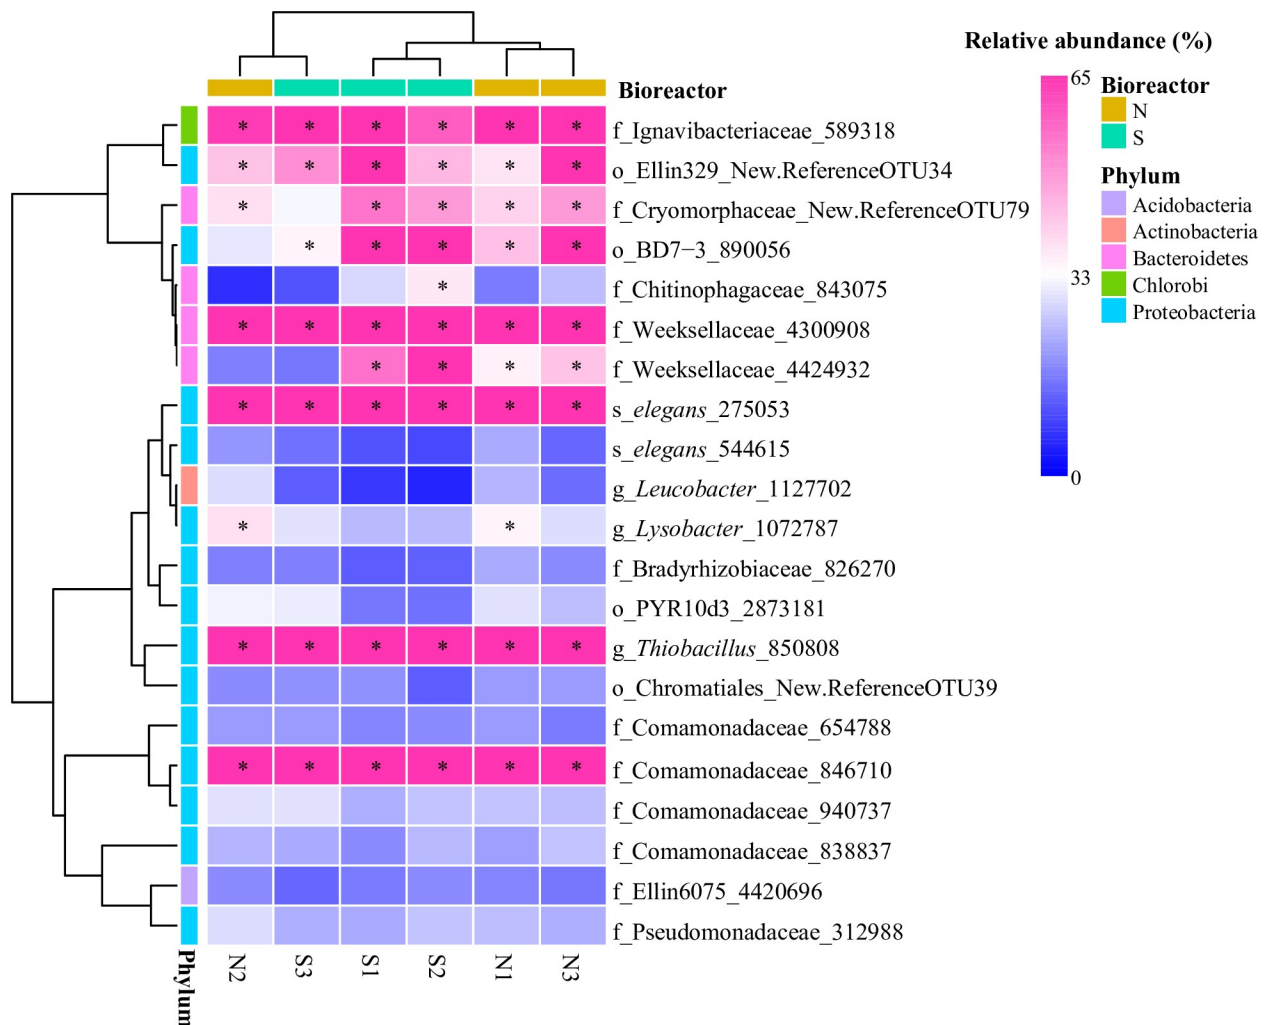 Relative abundance (%)
65
33
0
Bioreactor
N
S
Phylum
Acidobacteria
Actinobacteria
Bacteroidetes
Chlorobi
Proteobacteria
Bioreactor
* * * * * * f_Ignavibacteriaceae_589318
* * * * * * o_Ellin329_New.ReferenceOTU34
* * * * * f_Cryomorphaceae_New.ReferenceOTU79
* * * * * o_BD7−3_890056
* f_Chitinophagaceae_843075
* * * * * * f_Weeksellaceae_4300908
* * * * f_Weeksellaceae_4424932
* * * * * * s_elegans_275053
s_elegans_544615
g_Leucobacter_1127702
* * g_Lysobacter_1072787
f_Bradyrhizobiaceae_826270
o_PYR10d3_2873181
* * * * * * g_Thiobacillus_850808
o_Chromatiales_New.ReferenceOTU39
f_Comamonadaceae_654788
* * * * * * f_Comamonadaceae_846710
f_Comamonadaceae_940737
f_Comamonadaceae_838837
f_Ellin6075_4420696
f_Pseudomonadaceae_312988
Phylum
N2
S3
S1
S2
N1
N3